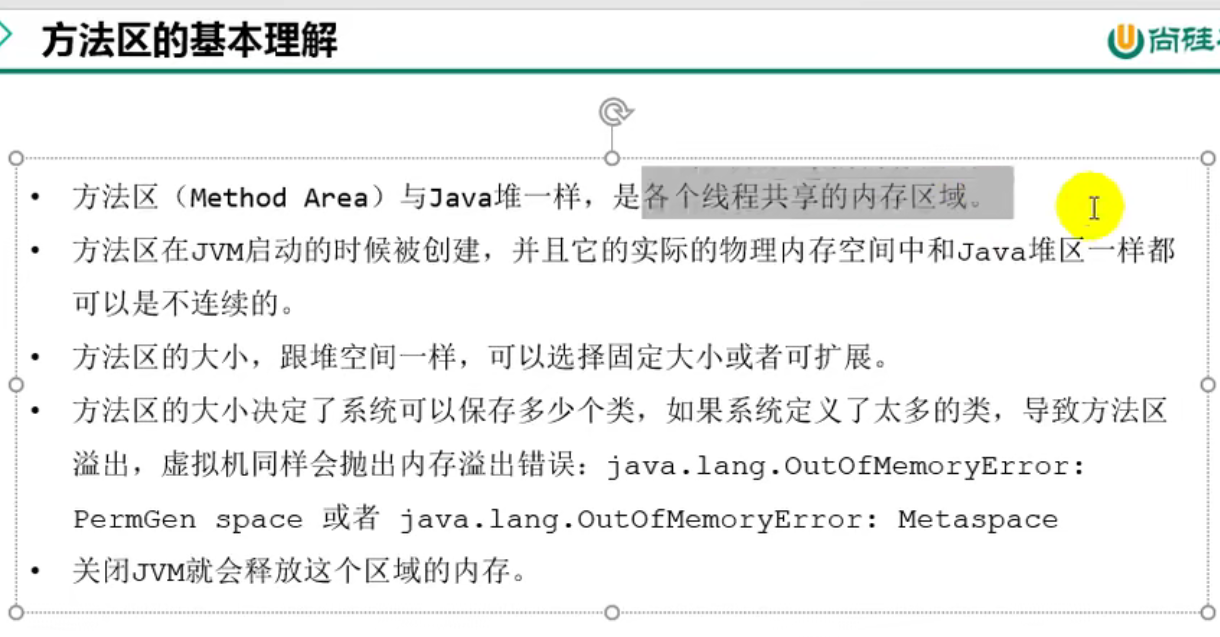 方法区的基本理解
尚硅
• 方法区（Method Area）与Java堆一样，是各个线程共享的内存区域。
• 方法区在JVM启动的时候被创建，并且它的实际的物理内存空间中和Java堆区一样都
可以是不连续的。
• 方法区的大小，跟堆空间一样，可以选择固定大小或者可扩展。
• 方法区的大小决定了系统可以保存多少个类，如果系统定义了太多的类，导致方法区
溢出，虚拟机同样会抛出内存溢出错误：java.lang.OutOfMemoryError:
PermGen space 或者 java.lang.OutOfMemoryError: Metaspace
• 关闭JVM就会释放这个区域的内存。